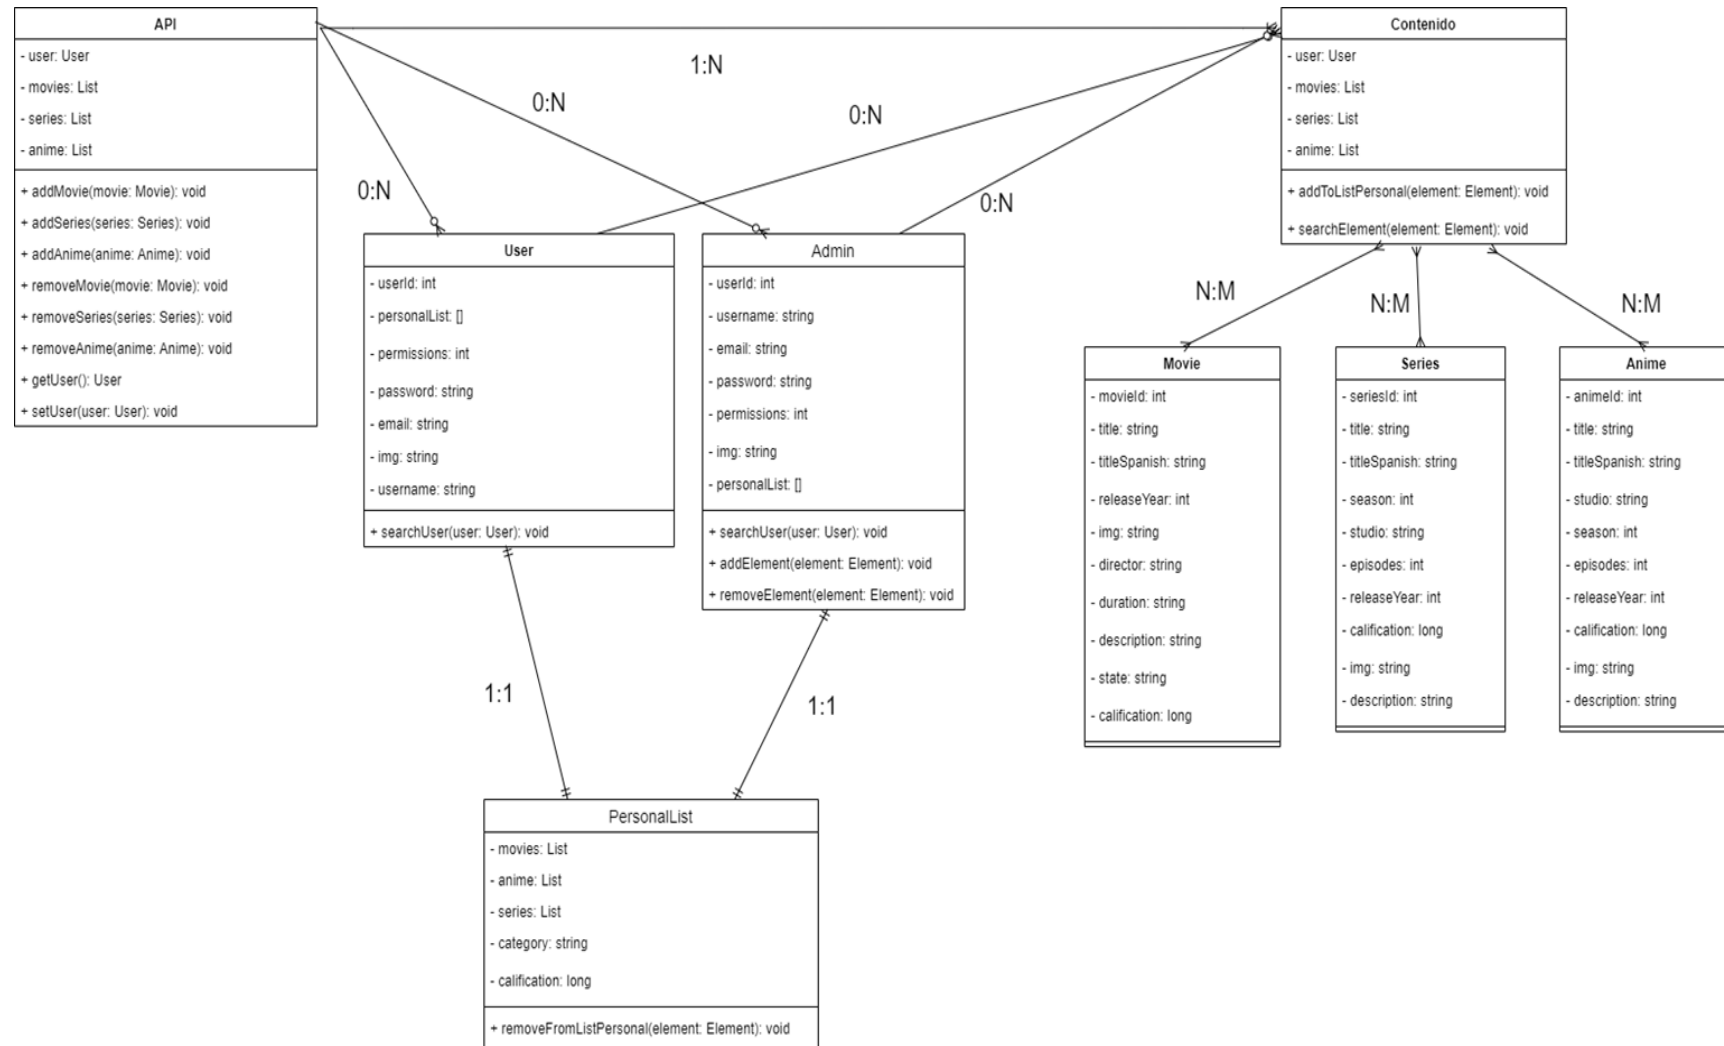 API
- user: User
- movies: List
- series: List
- anime: List
+ addMovie(movie: Movie): void
+ addSeries(series: Series): void
+ addAnime(anime: Anime): void
+ removeMovie(movie: Movie): void
+ removeSeries(series: Series): void
+ removeAnime(anime: Anime): void
+ getUser(): User
+ setUser(user: User): void
1:N
0:N
0:N
0:N
0:N
Contenido
- user: User
- movies: List
- series: List
- anime: List
+ addToListPersonal(element: Element): void
+ searchElement(element: Element): void
User
- userId: int
- personalList: []
- permissions: int
- password: string
- email: string
- img: string
- username: string
+ searchUser(user: User): void
Admin
- userId: int
- username: string
- email: string
- password: string
- permissions: int
- img: string
- personalList: []
+ searchUser(user: User): void
+ addElement(element: Element): void
+ removeElement(element: Element): void
N:M
N:M
N:M
Movie
- movieId: int
- title: string
- titleSpanish: string
- releaseYear: int
- img: string
- director: string
- duration: string
- description: string
- state: string
- calification: long
Series
- seriesId: int
- title: string
- titleSpanish: string
- season: int
- studio: string
- episodes: int
- releaseYear: int
- calification: long
- img: string
- description: string
Anime
- animeId: int
- title: string
- titleSpanish: string
- studio: string
- season: int
- episodes: int
- releaseYear: int
- calification: long
- img: string
- description: string
1:1
1:1
PersonalList
- movies: List
- anime: List
- series: List
- category: string
- calification: long
+ removeFromListPersonal(element: Element): void